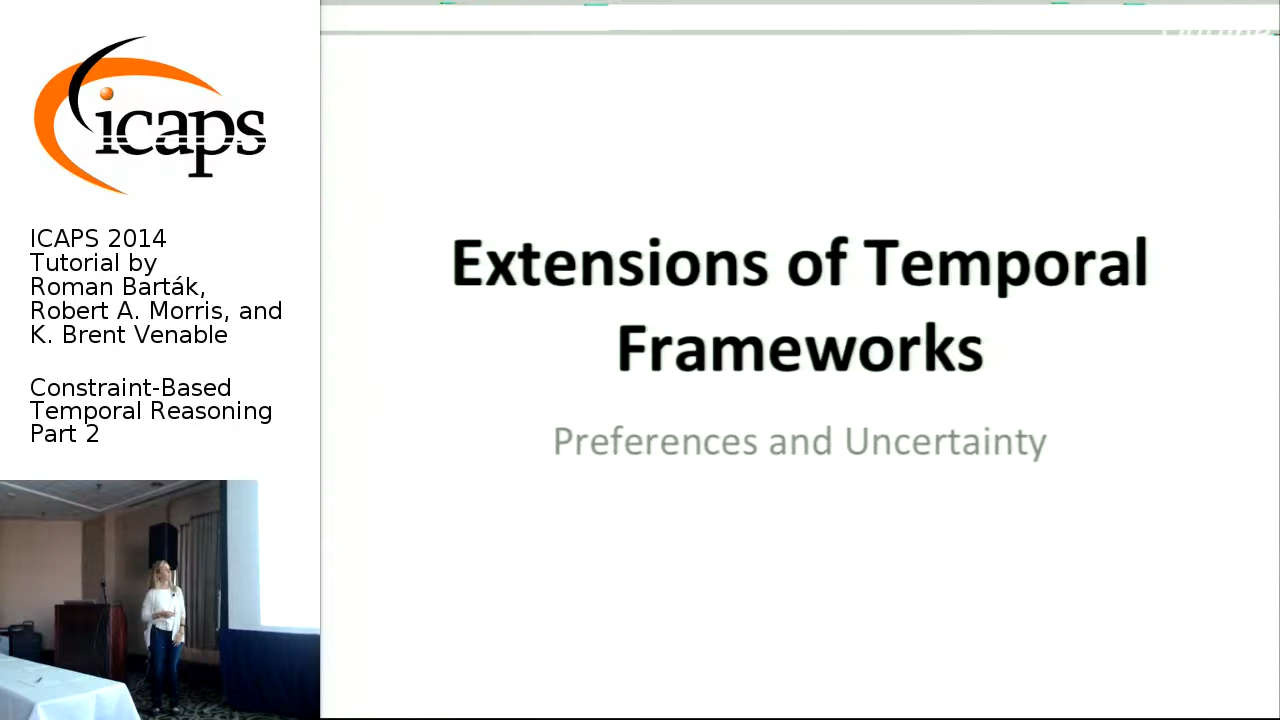 icaps
ICAPS 2014
Tutorial by
Roman Barták,
Robert A. Morris, and
K. Brent Venable
Constraint-Based
Temporal Reasoning
Part 2
Extensions of Temporal
Frameworks
Preferences and Uncertainty